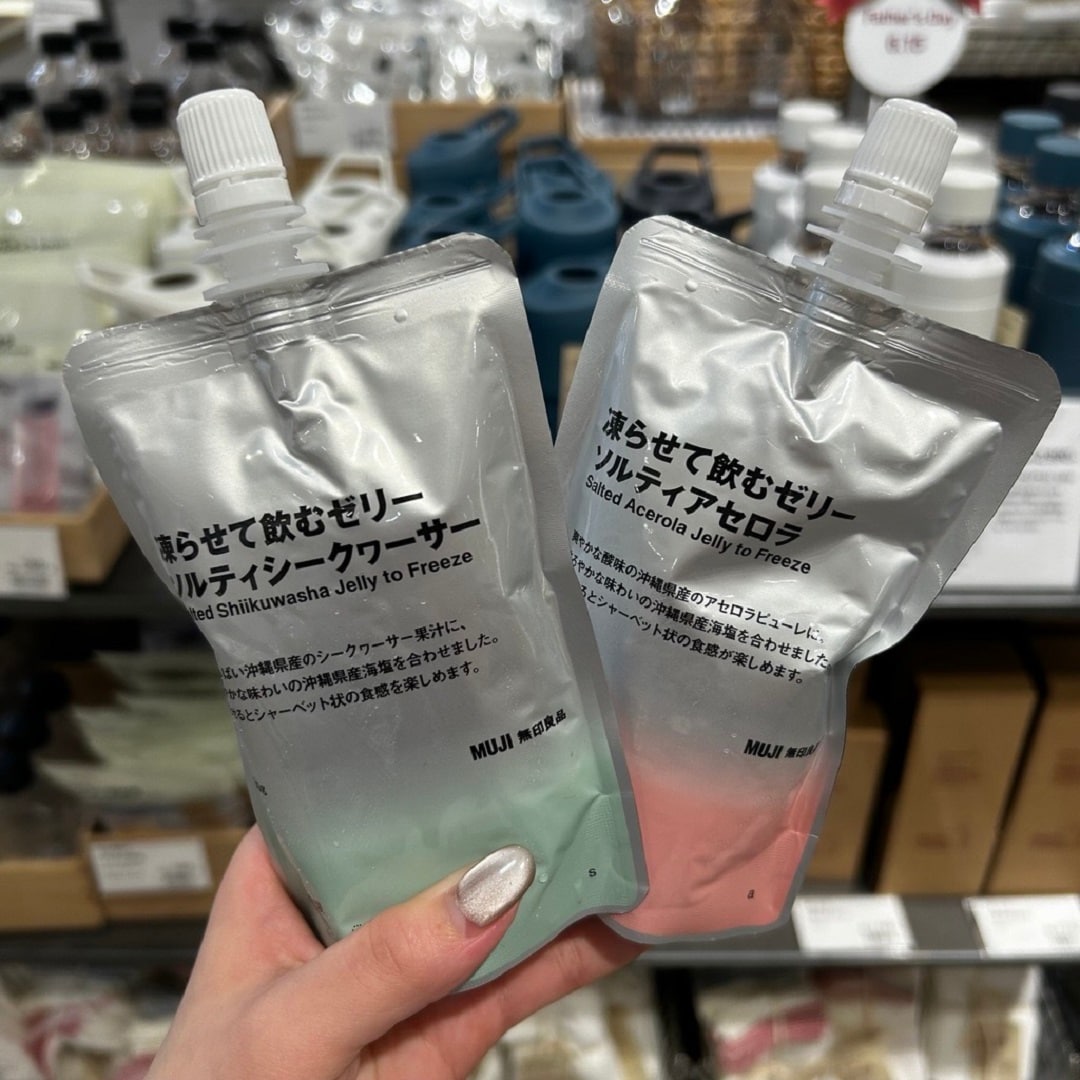 凍らせて飲むゼリー
ソルティシークヮーサー
Shiikuwasha Jelly to Freeze
沖縄県産のシークヮーサー果汁に、
かな味わいの沖縄県産海塩を合わせました。
るとシャーベット状の食感を楽しめます。
MUJI 無印良品
s
凍らせて飲むゼリー
ソルティアセロラ
Salted Acerola Jelly to Freeze
爽やかな酸味の沖縄県産のアセロラピューレに、
ろやかな味わいの沖縄県産海塩を合わせました。
るとシャーベット状の食感が楽しめます。
MUJI 無印
a